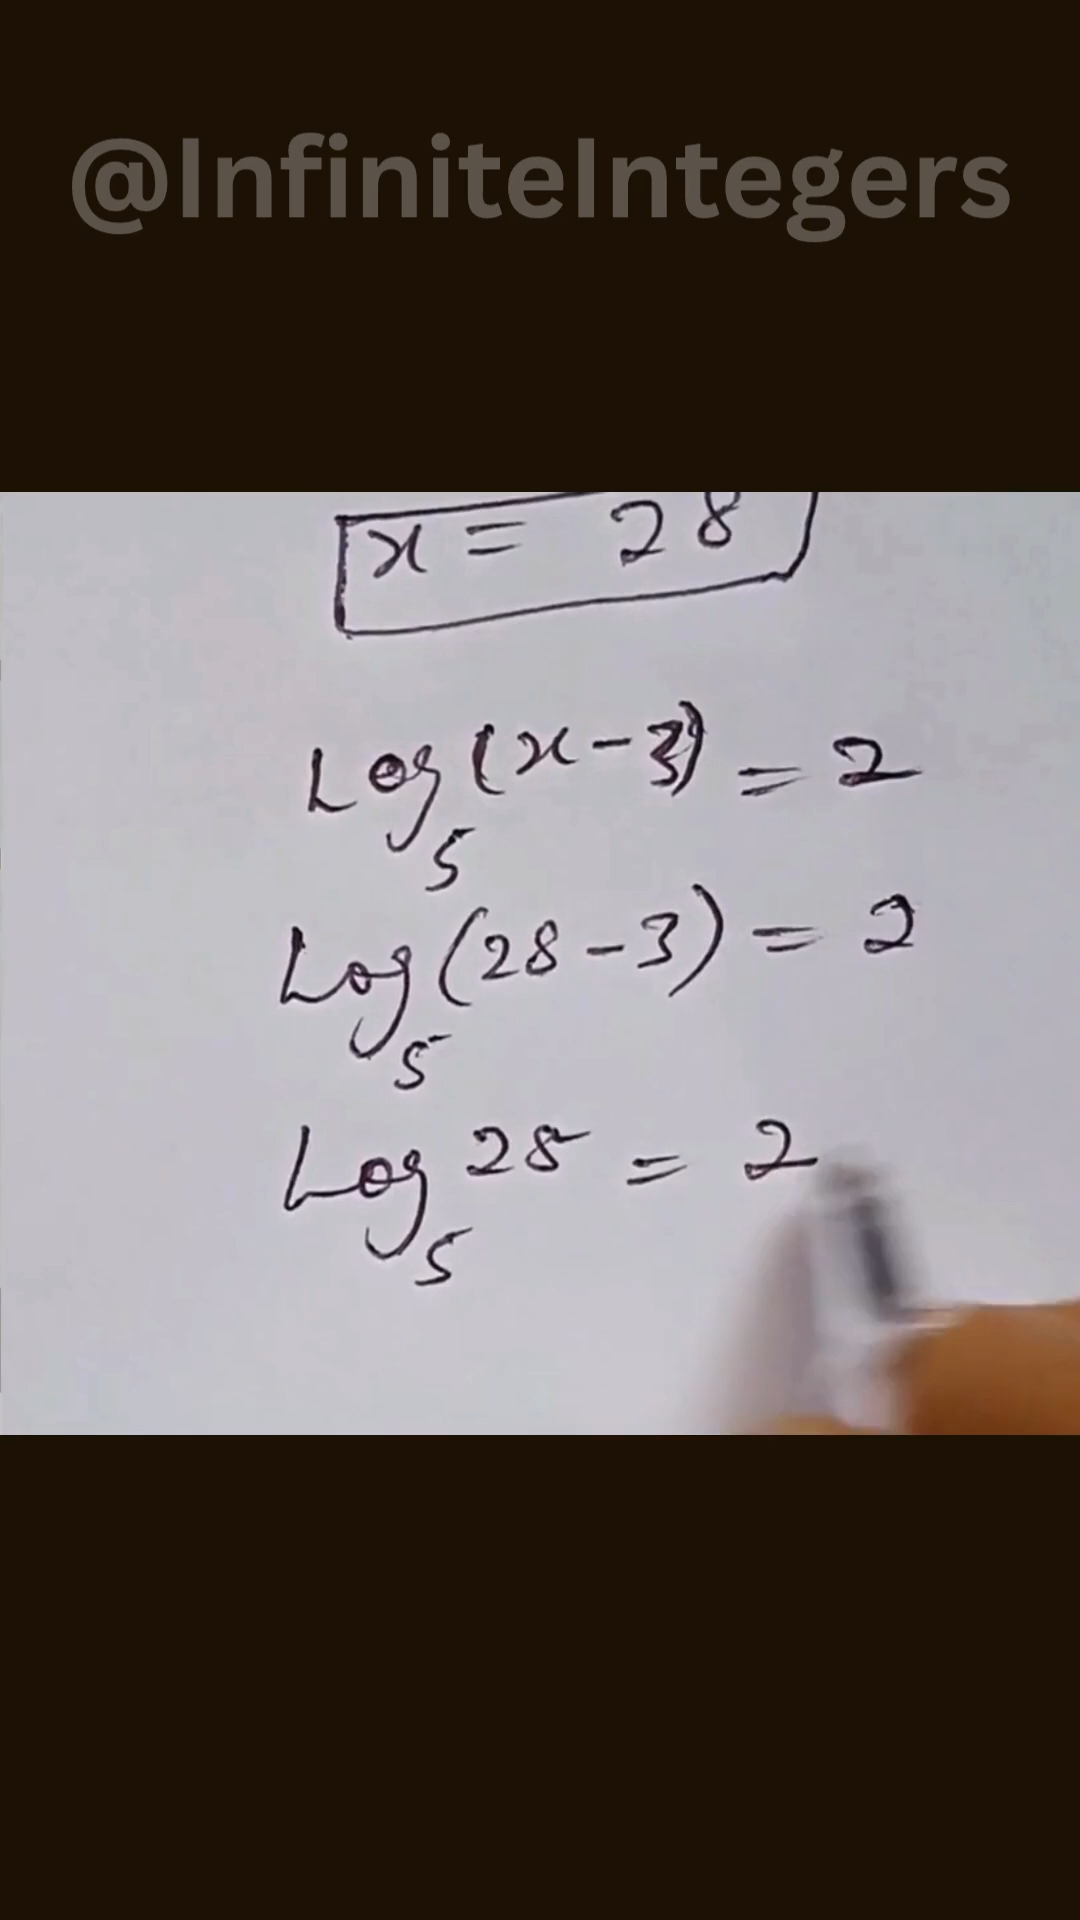 @InfiniteIntegers
x = 28
Log₅(x-3) = 2
Log₅(28-3) = 2
Log₅ 25 = 2